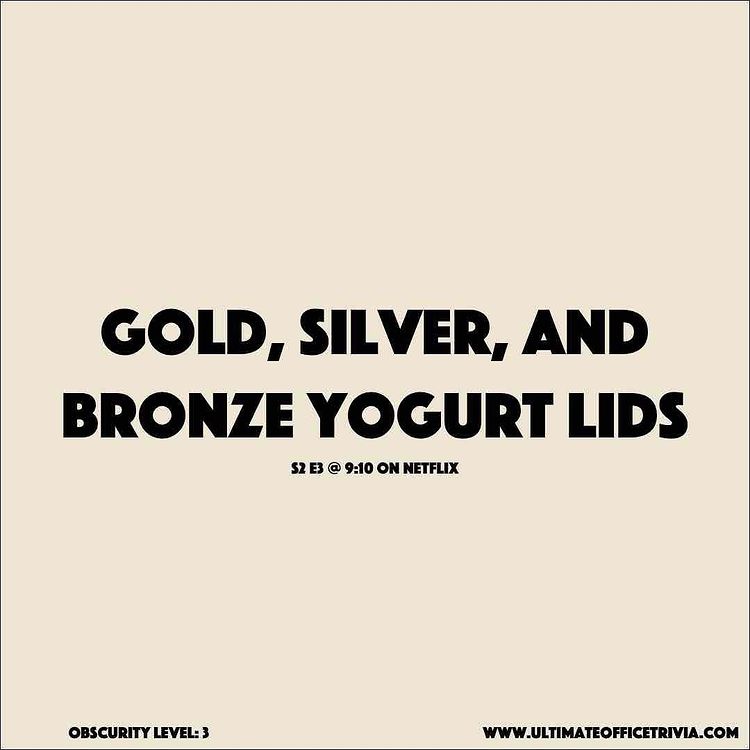 GOLD, SILVER, AND
BRONZE YOGURT LIDS
S2 E3 @ 9:10 ON NETFLIX
OBSCURITY LEVEL: 3
WWW.ULTIMATEOFFICETRIVIA.COM